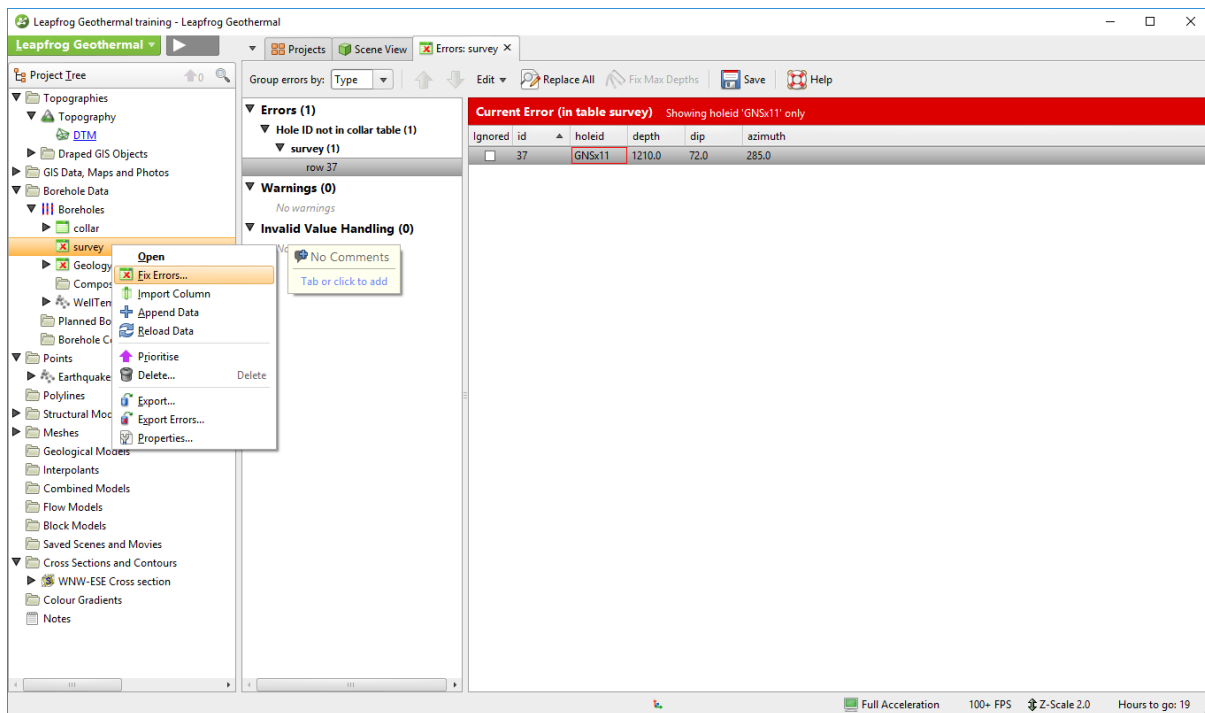 Leapfrog Geothermal training - Leapfrog Geothermal
Leapfrog Geothermal
Projects
Scene View
Errors: survey
Project Tree
0
Group errors by: Type
Edit
Replace All
Fix Max Depths
Save
Help
Topographies
Topography
DTM
Draped GIS Objects
GIS Data, Maps and Photos
Borehole Data
Boreholes
collar
survey
Geology
Compos
WellTem
Planned Bo
Borehole C
Points
Earthquake
Polylines
Structural Mod
Meshes
Geological Models
Interpolants
Combined Models
Flow Models
Block Models
Saved Scenes and Movies
Cross Sections and Contours
WNW-ESE Cross section
Colour Gradients
Notes
Open
Fix Errors...
Import Column
Append Data
Reload Data
Prioritise
Delete... Delete
Export...
Export Errors...
Properties...
Errors (1)
Hole ID not in collar table (1)
survey (1)
row 37
Warnings (0)
No warnings
Invalid Value Handling (0)
No Comments
Tab or click to add
Current Error (in table survey) Showing holeid 'GNSx11' only
Ignored id holeid depth dip azimuth
37 GNSx11 1210.0 72.0 285.0
Full Acceleration 100+ FPS Z-Scale 2.0 Hours to go: 19